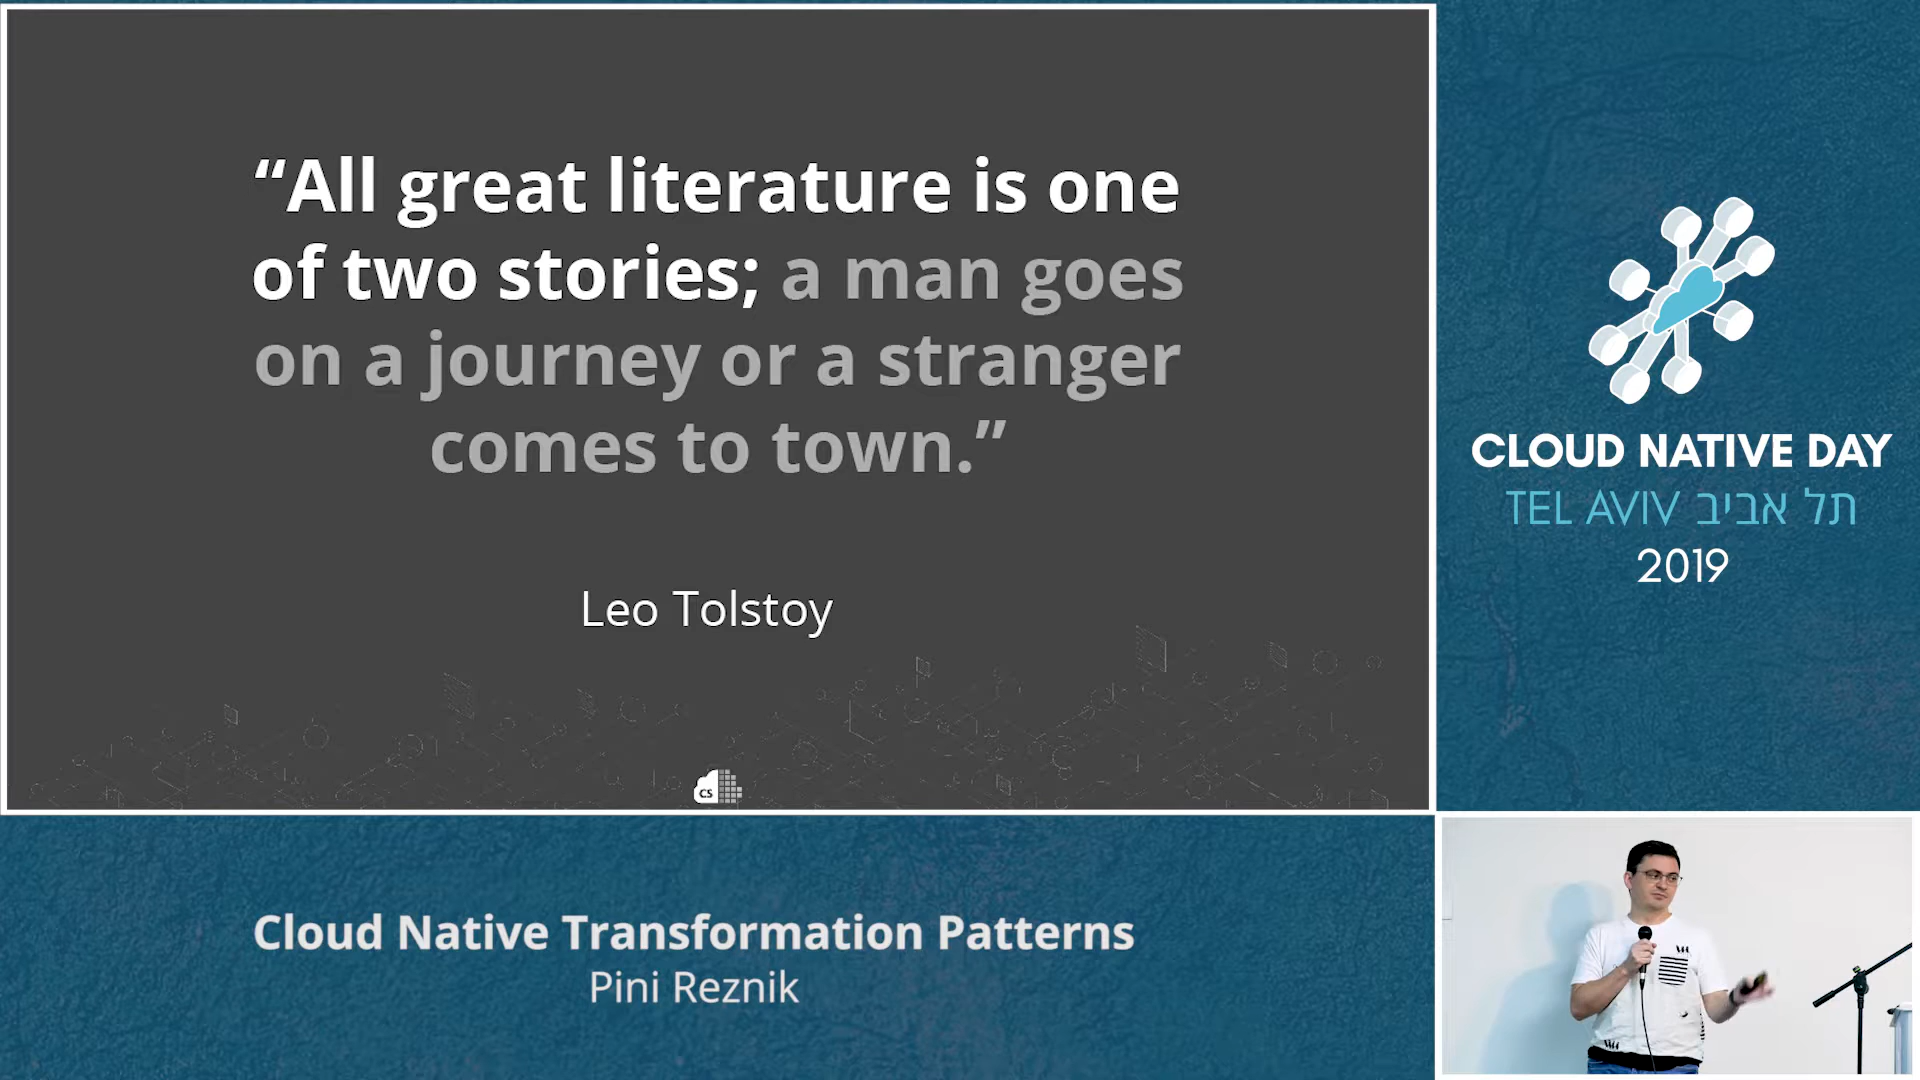 “All great literature is one
of two stories; a man goes
on a journey or a stranger
comes to town.”
Leo Tolstoy
cs
CLOUD NATIVE DAY
TEL AVIV תל אביב
2019
Cloud Native Transformation Patterns
Pini Reznik